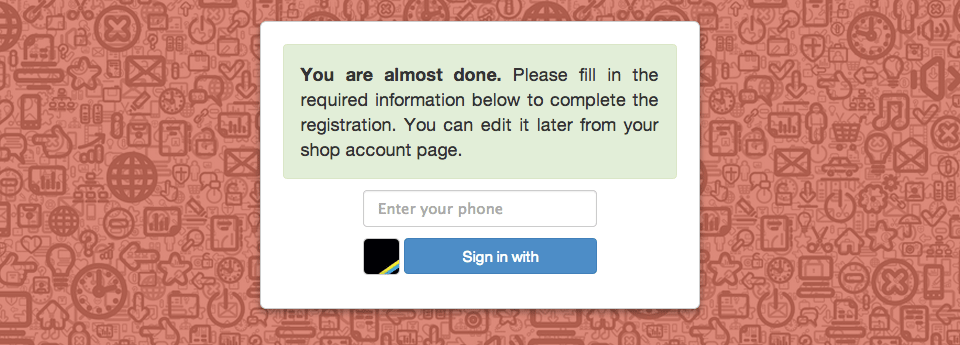 You are almost done. Please fill in the
required information below to complete the
registration. You can edit it later from your
shop account page.
Enter your phone
Sign in with